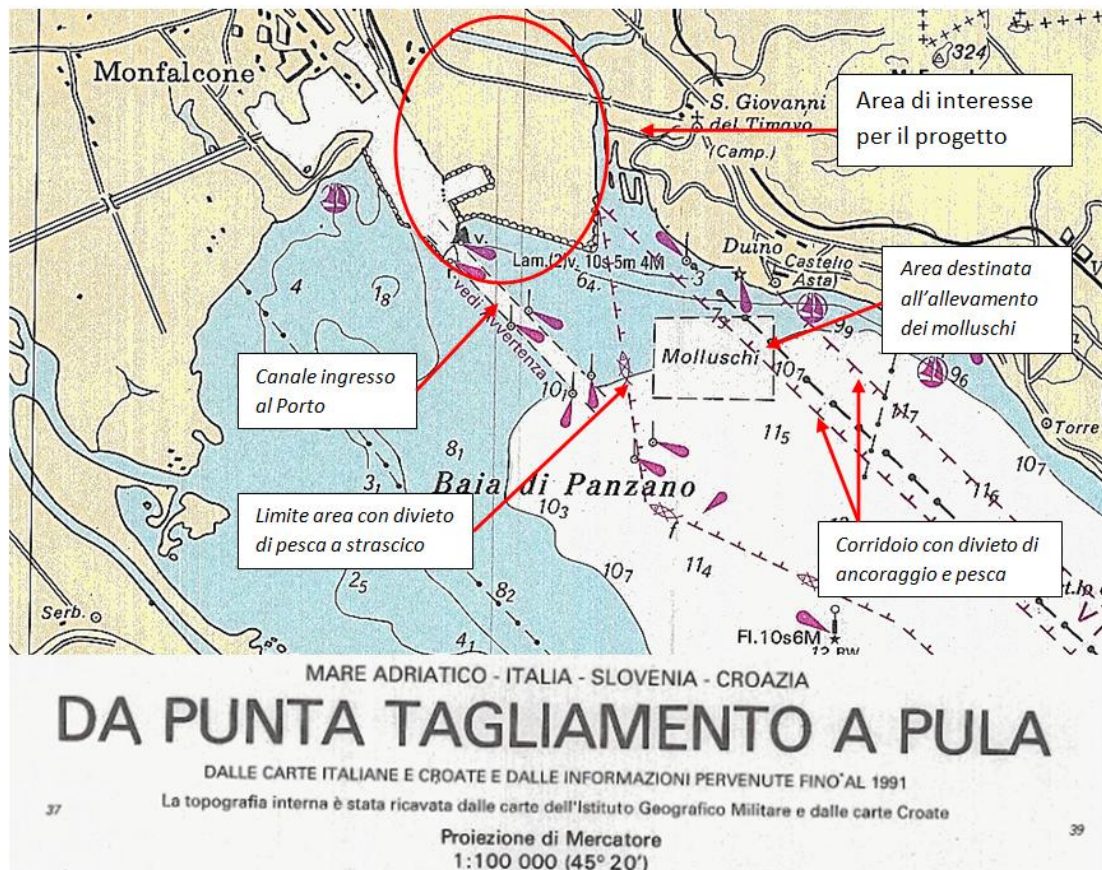 Monfalcone
324
S. Giovanni
del Timavo
(Camp.)
Area di interesse
per il progetto
v.
Lam.(2)v. 10s 5m 4M
Duino
Castello
Area destinata
all'allevamento
dei molluschi
4
1₈
6₄
3
vedi Avvertenza
7₅
9₉
Molluschi
Canale ingresso
al Porto
10₁
10₇
9₆
11₇
11₅
Torre
8₁
3₁
Baia di Panzano
10₃
11₆
10₇
Limite area con divieto
di pesca a strascico
Corridoio con divieto di
ancoraggio e pesca
10₇
11₄
2₅
8₂
Serb.
4₁
Fl.10s6M
12 RW
MARE ADRIATICO - ITALIA - SLOVENIA - CROAZIA
DA PUNTA TAGLIAMENTO A PULA
DALLE CARTE ITALIANE E CROATE E DALLE INFORMAZIONI PERVENUTE FINO AL 1991
37
La topografia interna è stata ricavata dalle carte dell'Istituto Geografico Militare e dalle carte Croate
39
Proiezione di Mercatore
1:100 000 (45° 20')